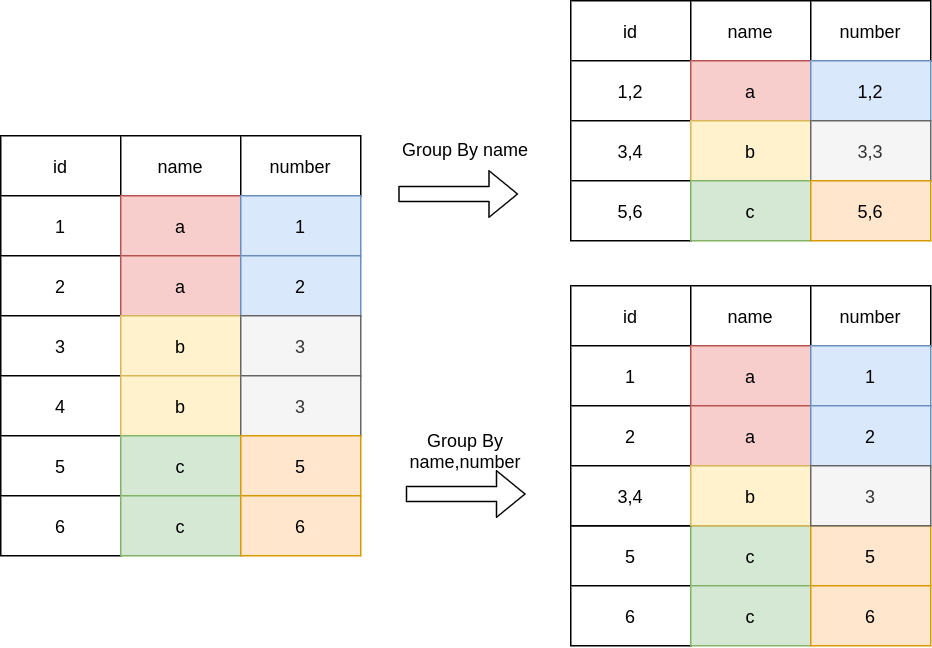 id name number
1 a 1
2 a 2
3 b 3
4 b 3
5 c 5
6 c 6
Group By name
id name number
1,2 a 1,2
3,4 b 3,3
5,6 c 5,6
Group By
name,number
id name number
1 a 1
2 a 2
3,4 b 3
5 c 5
6 c 6